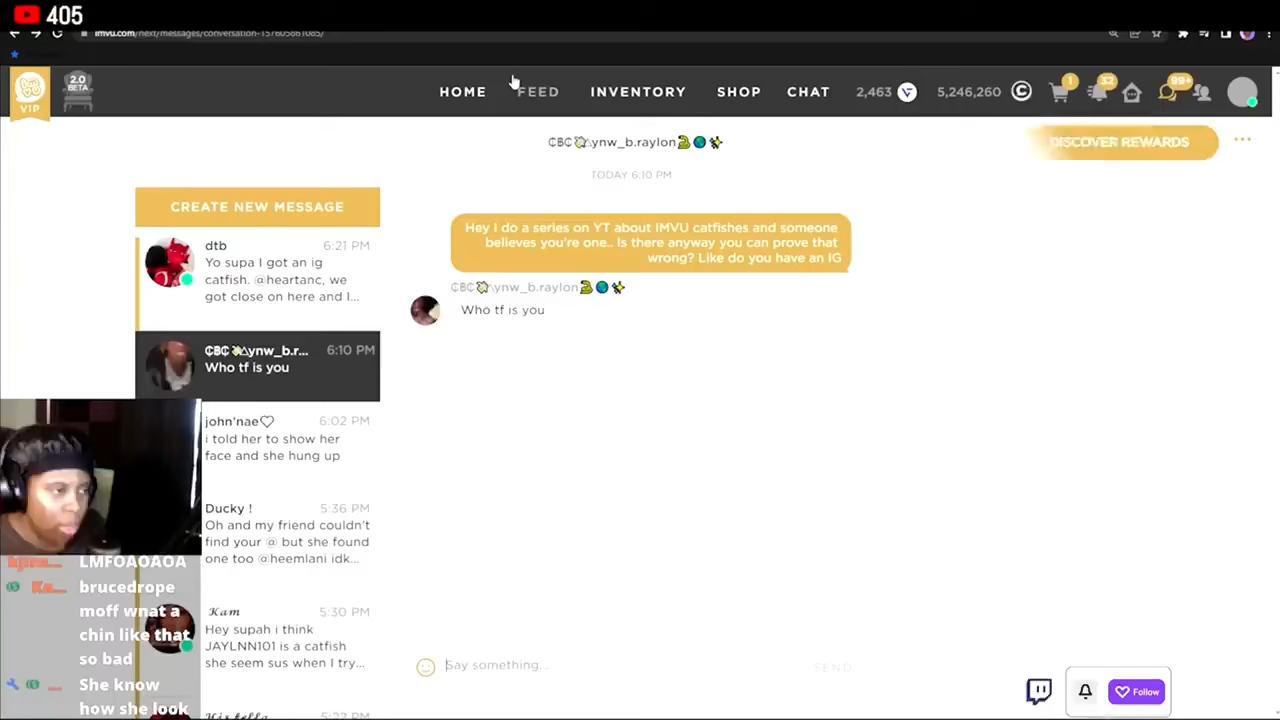 405
imvu.com/next/messages/conversation-157605861085/
VIP
2.0
BETA
HOME
FEED
INVENTORY
SHOP
CHAT
2,463
5,246,260
1
32
99+
₵฿₵ ynw_b.raylon
DISCOVER REWARDS
TODAY 6:10 PM
CREATE NEW MESSAGE
Hey I do a series on YT about IMVU catfishes and someone
believes you're one.. Is there anyway you can prove that
wrong? Like do you have an IG
₵฿₵ ynw_b.raylon
Who tf is you
dtb
6:21 PM
Yo supa I got an ig
catfish. @heartanc, we
got close on here and I...
₵฿₵ ynw_b.r...
6:10 PM
Who tf is you
john'nae♡
6:02 PM
i told her to show her
face and she hung up
Ducky !
5:36 PM
Oh and my friend couldn't
find your @ but she found
one too @heemlani idk...
𝒦𝒶𝓂
5:30 PM
Hey supah i think
JAYLNN101 is a catfish
she seem sus when I try...
5:22 PM
LMFOAOAOA
brucedrope
moff wnat a
chin like that
so bad
She know
how she look
Say something...
SEND
Follow